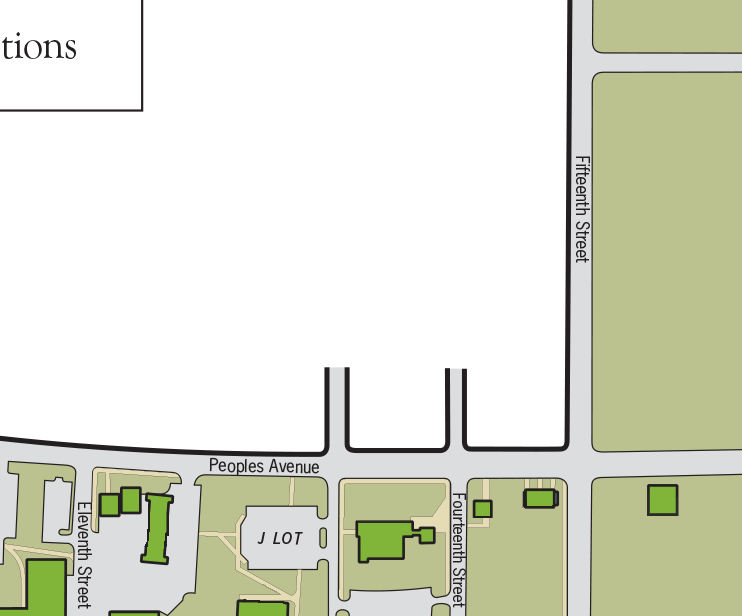 tions
Fifteenth Street
Peoples Avenue
Eleventh Street
J LOT
Fourteenth Street